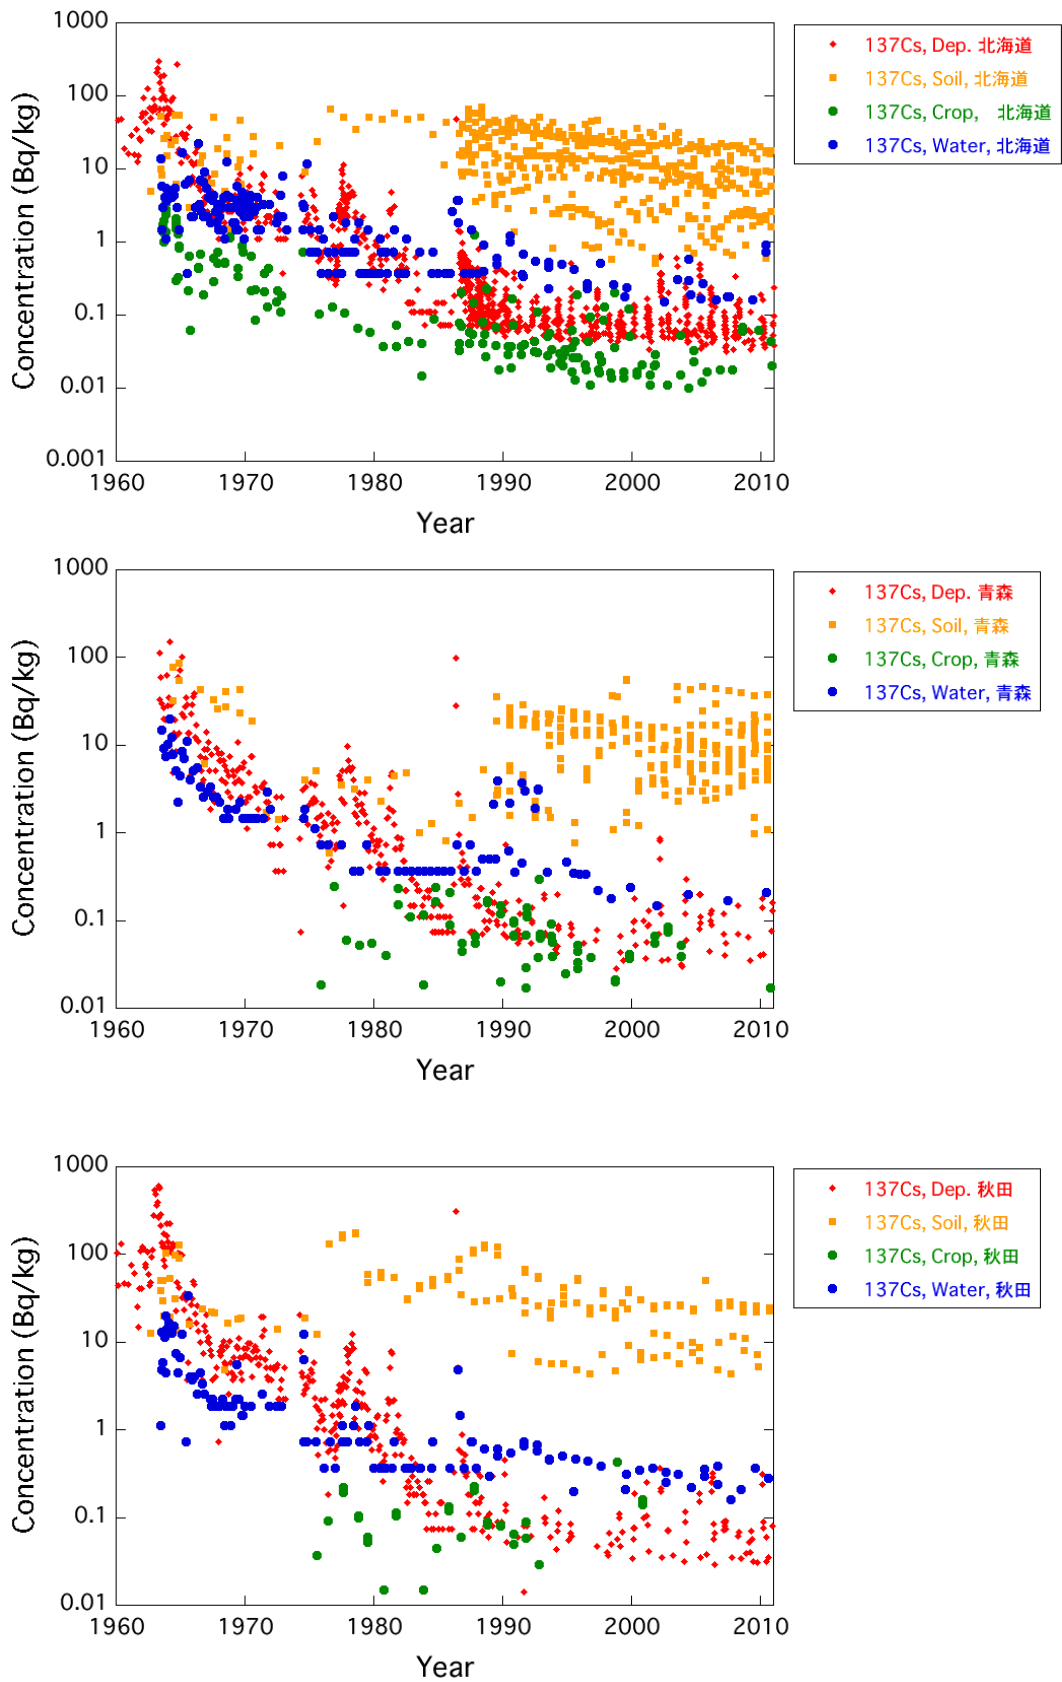 1000
100
10
1
0.1
0.01
0.001
Concentration (Bq/kg)
1960 1970 1980 1990 2000 2010
Year
137Cs, Dep. 北海道
137Cs, Soil, 北海道
137Cs, Crop, 北海道
137Cs, Water, 北海道
1000
100
10
1
0.1
0.01
Concentration (Bq/kg)
1960 1970 1980 1990 2000 2010
Year
137Cs, Dep. 青森
137Cs, Soil, 青森
137Cs, Crop, 青森
137Cs, Water, 青森
1000
100
10
1
0.1
0.01
Concentration (Bq/kg)
1960 1970 1980 1990 2000 2010
Year
137Cs, Dep. 秋田
137Cs, Soil, 秋田
137Cs, Crop, 秋田
137Cs, Water, 秋田